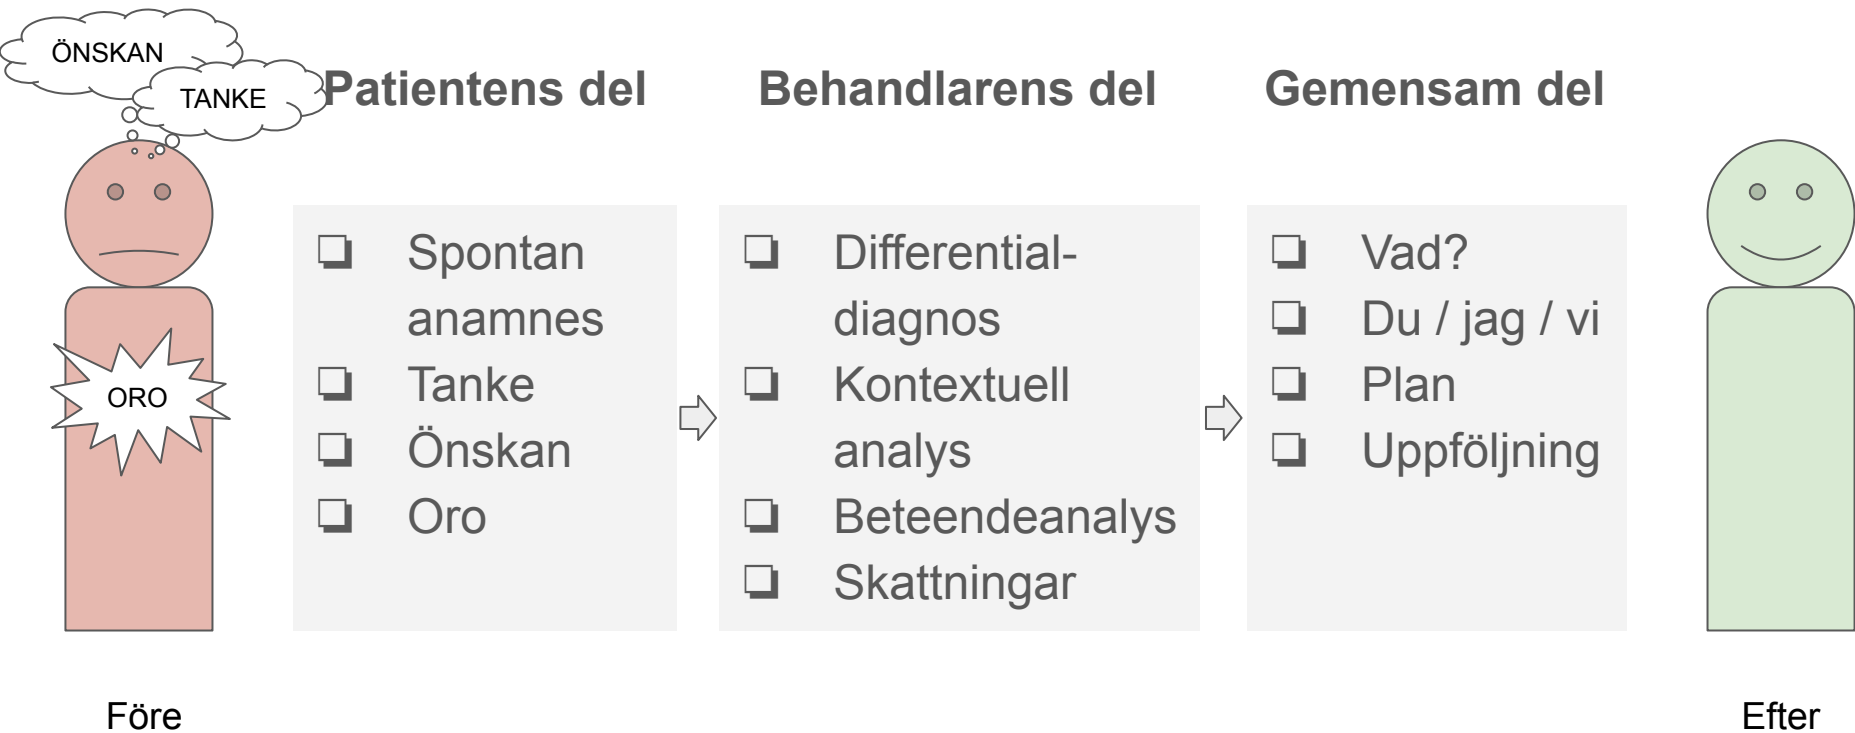 ÖNSKAN
TANKE
ORO
Före
Patientens del
Spontan
anamnes
Tanke
Önskan
Oro
Behandlarens del
Differential-
diagnos
Kontextuell
analys
Beteendeanalys
Skattningar
Gemensam del
Vad?
Du / jag / vi
Plan
Uppföljning
Efter